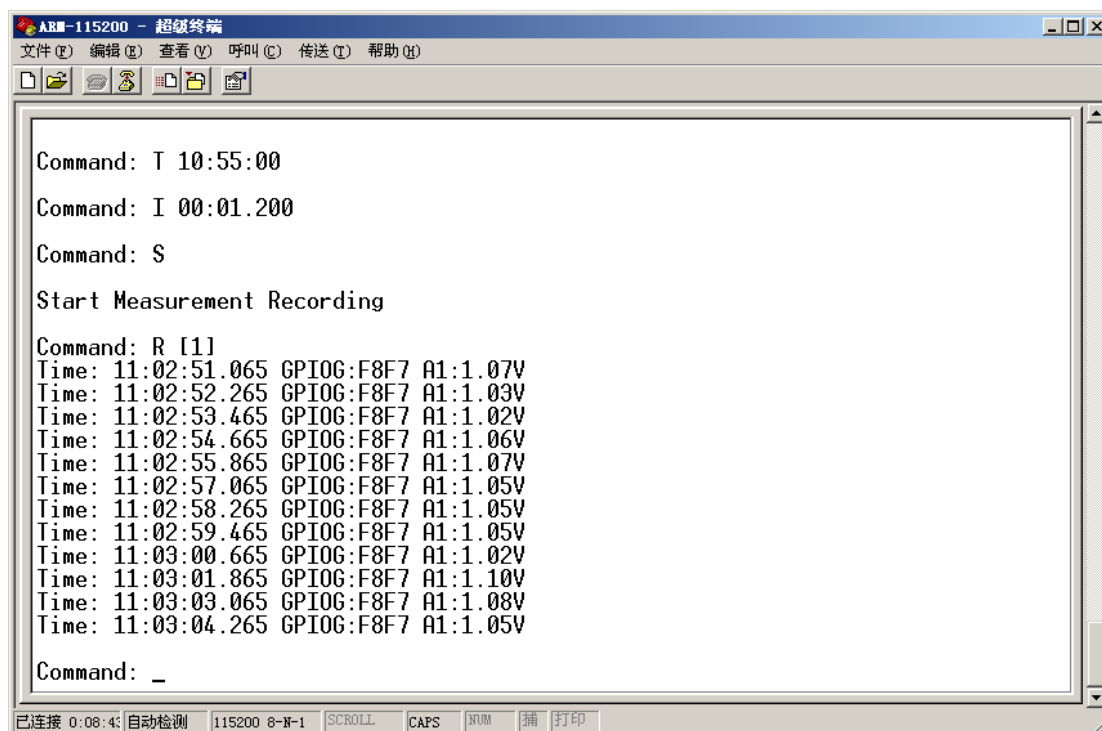 ARM-115200 - 超级终端
文件(F) 编辑(E) 查看(V) 呼叫(C) 传送(T) 帮助(H)
Command: T 10:55:00
Command: I 00:01.200
Command: S
Start Measurement Recording
Command: R [1]
Time: 11:02:51.065 GPIOG:F8F7 A1:1.07V
Time: 11:02:52.265 GPIOG:F8F7 A1:1.03V
Time: 11:02:53.465 GPIOG:F8F7 A1:1.02V
Time: 11:02:54.665 GPIOG:F8F7 A1:1.06V
Time: 11:02:55.865 GPIOG:F8F7 A1:1.07V
Time: 11:02:57.065 GPIOG:F8F7 A1:1.05V
Time: 11:02:58.265 GPIOG:F8F7 A1:1.05V
Time: 11:02:59.465 GPIOG:F8F7 A1:1.05V
Time: 11:03:00.665 GPIOG:F8F7 A1:1.02V
Time: 11:03:01.865 GPIOG:F8F7 A1:1.10V
Time: 11:03:03.065 GPIOG:F8F7 A1:1.08V
Time: 11:03:04.265 GPIOG:F8F7 A1:1.05V
Command: _
已连接 0:08:43 自动检测 115200 8-N-1 SCROLL CAPS NUM 捕 打印